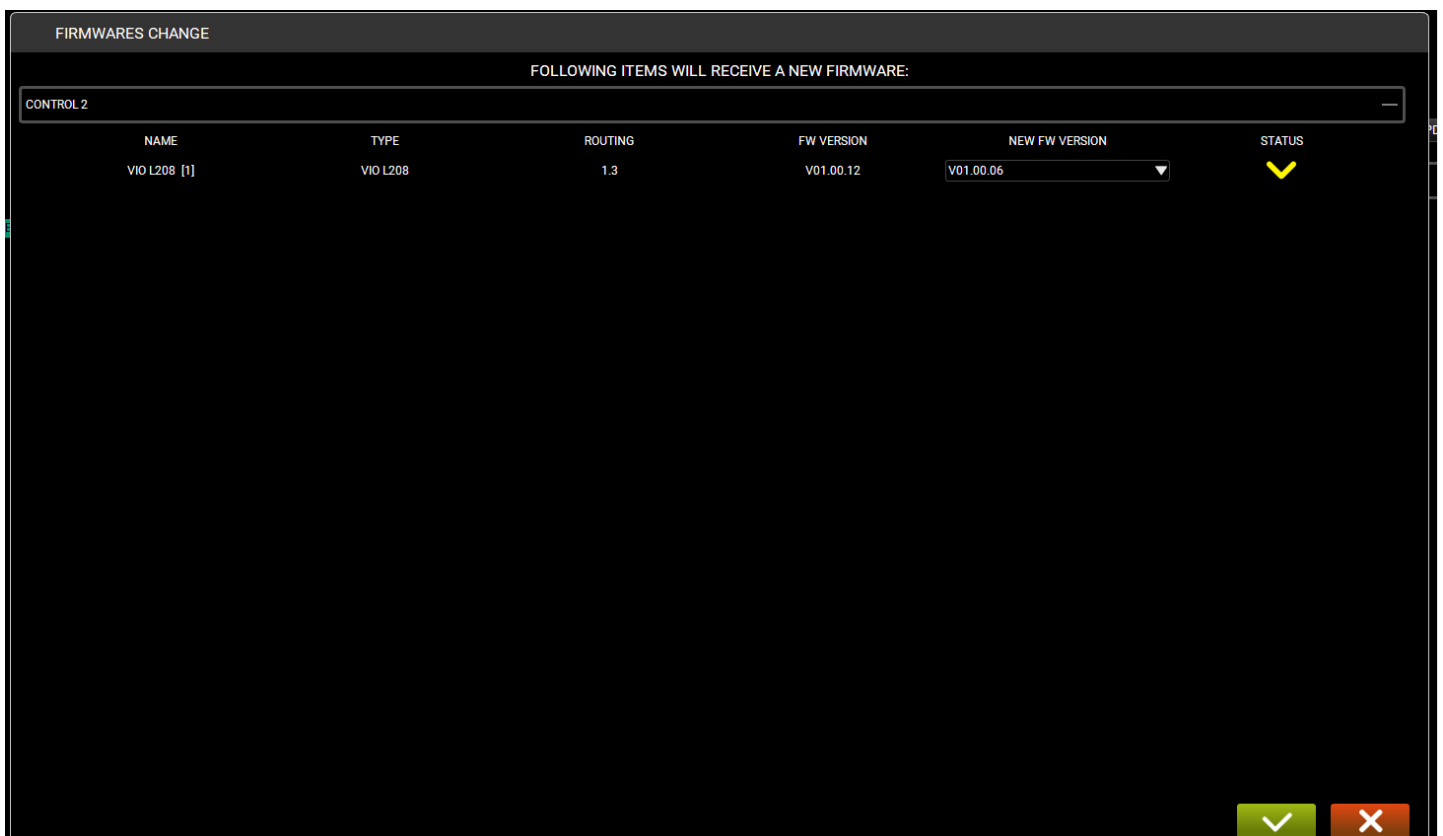 FIRMWARES CHANGE
FOLLOWING ITEMS WILL RECEIVE A NEW FIRMWARE:
CONTROL 2
NAME TYPE ROUTING FW VERSION NEW FW VERSION STATUS
VIO L208 [1] VIO L208 1.3 V01.00.12 V01.00.06